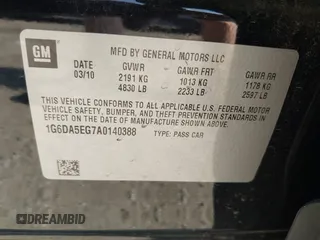 GM
MFD BY GENERAL MOTORS LLC
03/10 GVWR GAWR FRT GAWR RR
2191 KG 1013 KG 1178 KG
4830 LB 2233 LB 2597 LB
THIS VEHICLE CONFORMS TO ALL APPLICABLE U.S. FEDERAL MOTOR
VEHICLE SAFETY, BUMPER, AND THEFT PREVENTION STANDARDS
IN EFFECT ON THE DATE OF MANUFACTURE SHOWN ABOVE.
1G6DA5EG7A0140388 TYPE: PASS CAR
DREAMBID